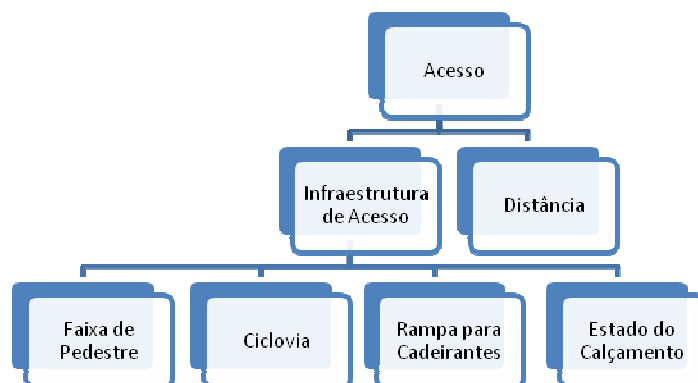 Acesso
Infraestrutura
de Acesso
Distância
Faixa de
Pedestre
Ciclovia
Rampa para
Cadeirantes
Estado do
Calçamento